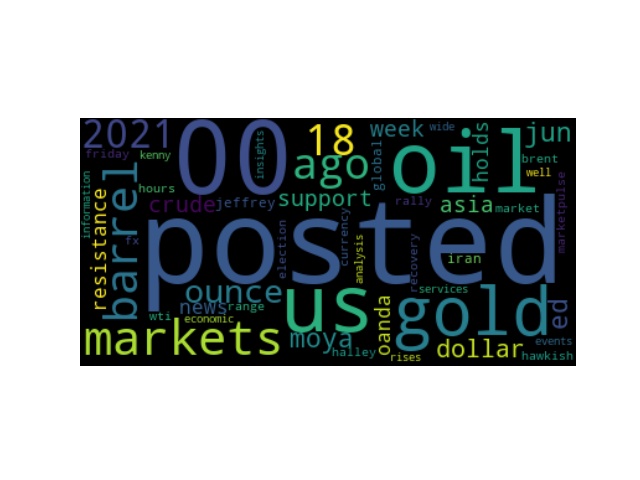 2021
00
18
week
wide
oil
holds
jun
friday
kenny
insights
ago
global
brent
well
information
hours
barrel
crude
jeffrey
support
rally
asia
market
marketpulse
resistance
fx
posted
election
currency
analysis
recovery
iran
ounce
us
services
gold
ed
news
range
wti
economic
oanda
markets
moya
halley
rises
dollar
events
hawkish